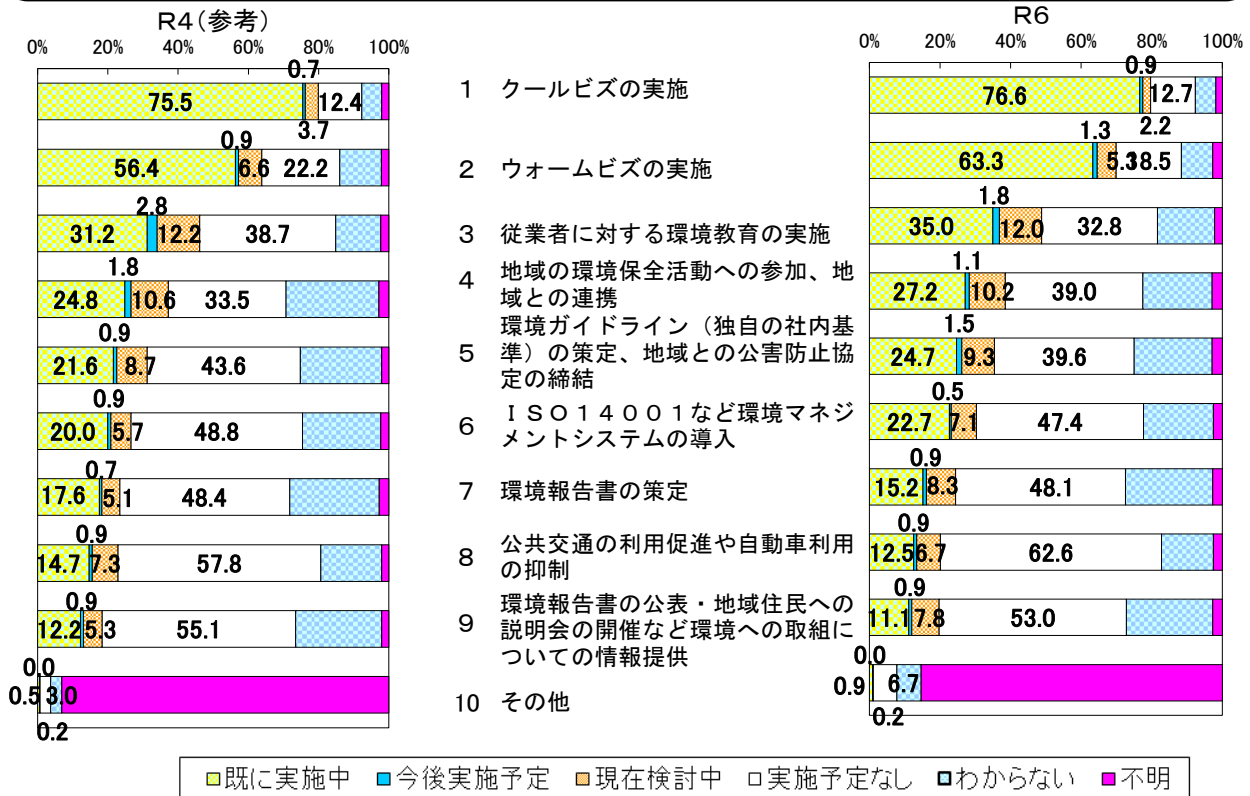 R4(参考)
0% 20% 40% 60% 80% 100%
0.7
75.5 12.4
3.7
0.9
56.4 6.6 22.2
2.8
31.2 12.2 38.7
1.8
24.8 10.6 33.5
0.9
21.6 8.7 43.6
0.9
20.0 5.7 48.8
0.7
17.6 5.1 48.4
0.9
14.7 7.3 57.8
0.9
12.2 5.3 55.1
0.0
0.5 3.0
0.2
1 クールビズの実施
2 ウォームビズの実施
3 従業者に対する環境教育の実施
4 地域の環境保全活動への参加、地
域との連携
5 環境ガイドライン（独自の社内基
準）の策定、地域との公害防止協
定の締結
6 ＩＳＯ１４００１など環境マネジ
メントシステムの導入
7 環境報告書の策定
8 公共交通の利用促進や自動車利用
の抑制
9 環境報告書の公表・地域住民への
説明会の開催など環境への取組に
ついての情報提供
10 その他
R6
0% 20% 40% 60% 80% 100%
0.9
76.6 12.7
2.2
1.3
63.3 5.3 18.5
1.8
35.0 12.0 32.8
1.1
27.2 10.2 39.0
1.5
24.7 9.3 39.6
0.5
22.7 7.1 47.4
0.9
15.2 8.3 48.1
0.9
12.5 6.7 62.6
0.9
11.1 7.8 53.0
0.0
0.9 6.7
0.2
既に実施中 今後実施予定 現在検討中 実施予定なし わからない 不明